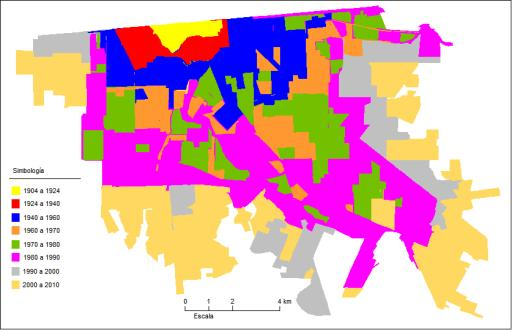 Simbología
1904 a 1924
1924 a 1940
1940 a 1960
1960 a 1970
1970 a 1980
1980 a 1990
1990 a 2000
2000 a 2010
0 1 2 4 km
Escala